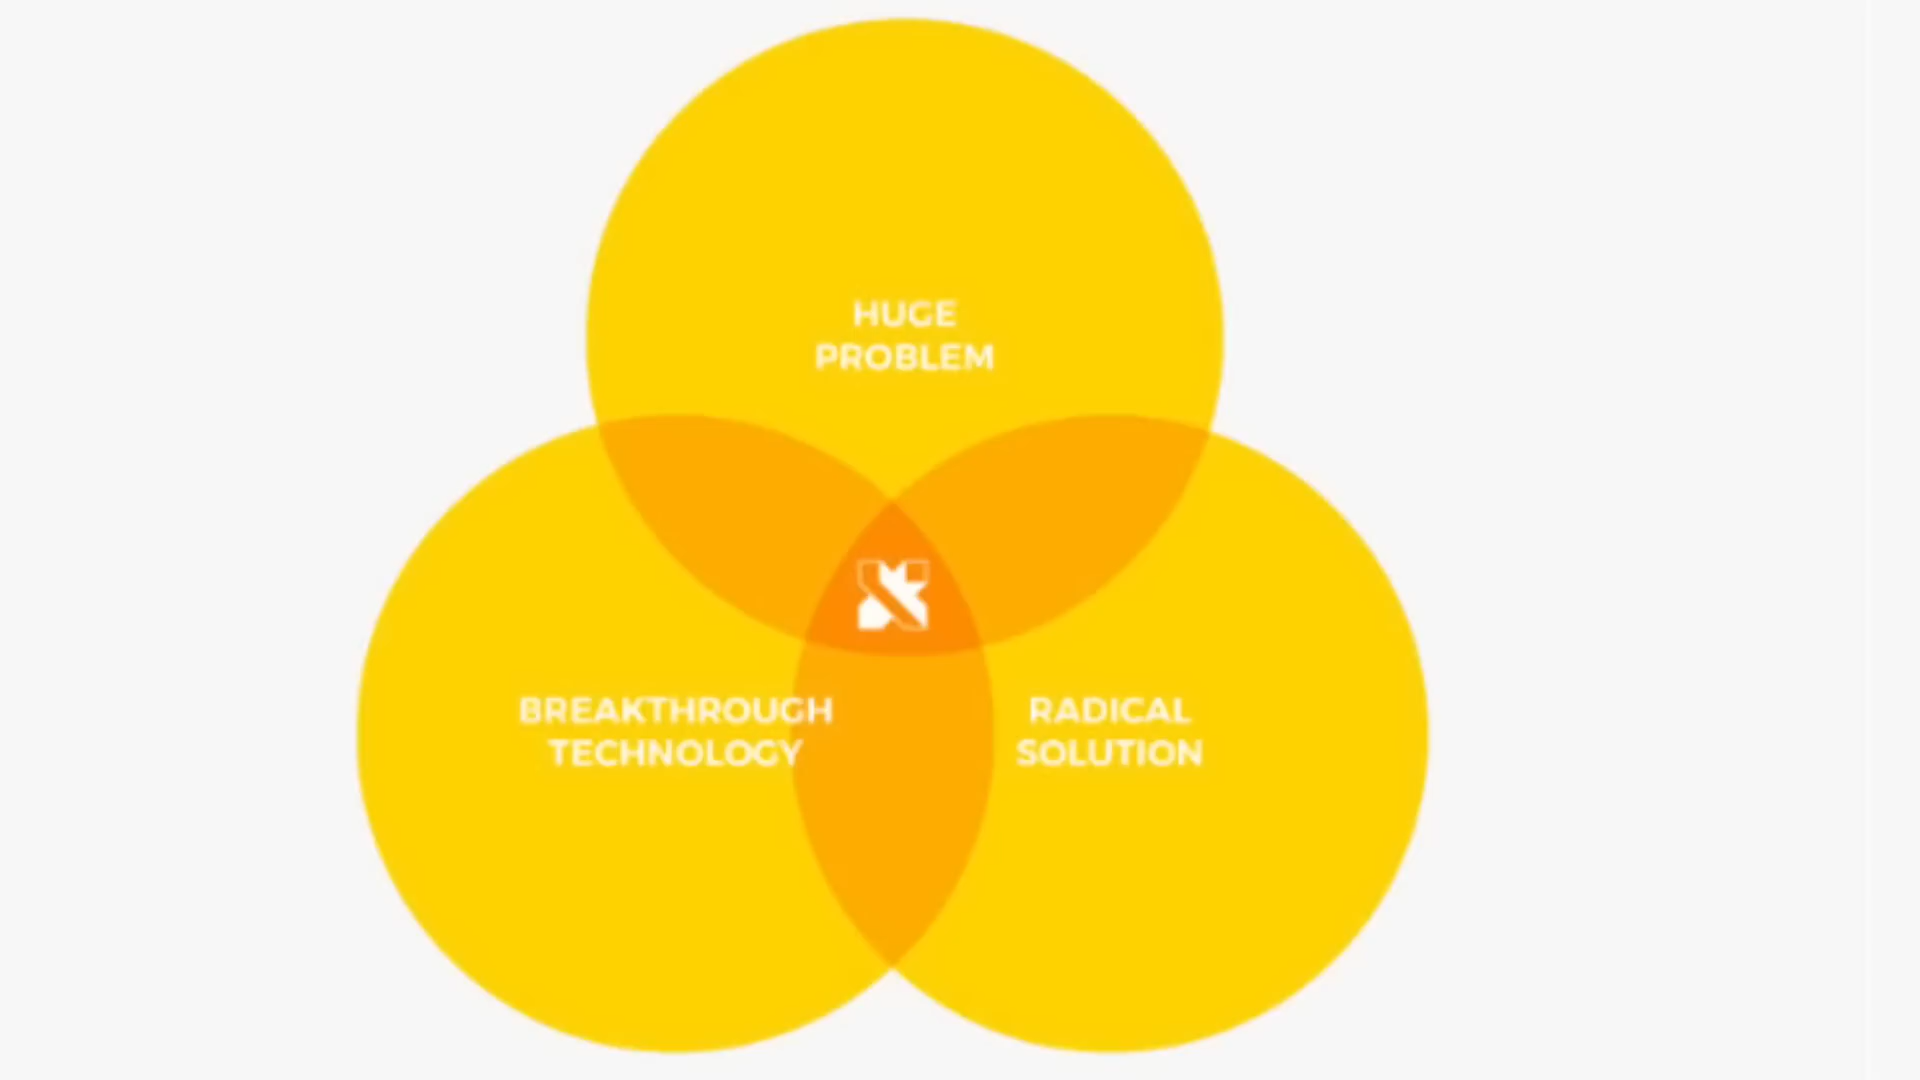 HUGE
PROBLEM
BREAKTHROUGH
TECHNOLOGY
RADICAL
SOLUTION